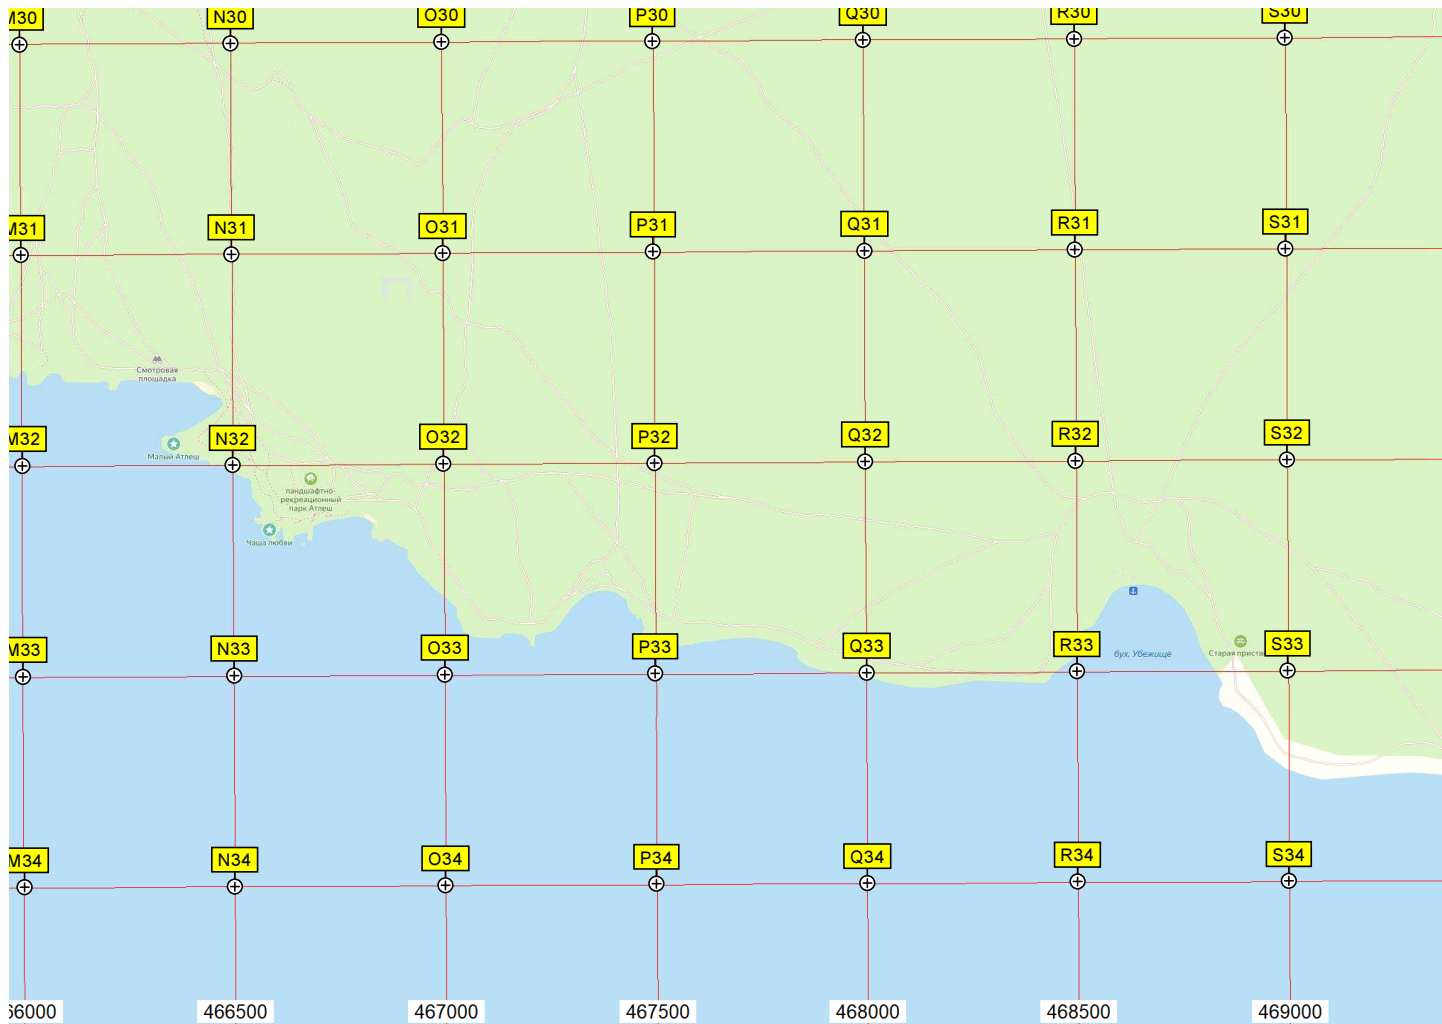 M30
N30
O30
P30
Q30
R30
S30
M31
N31
O31
P31
Q31
R31
S31
Смотровая
площадка
M32
N32
O32
P32
Q32
R32
S32
Малый Атлеш
ландшафтно-
рекреационный
парк Атлеш
Чаша любви
M33
N33
O33
P33
Q33
R33
S33
бух. Убежище
Старая приста
M34
N34
O34
P34
Q34
R34
S34
66000
466500
467000
467500
468000
468500
469000